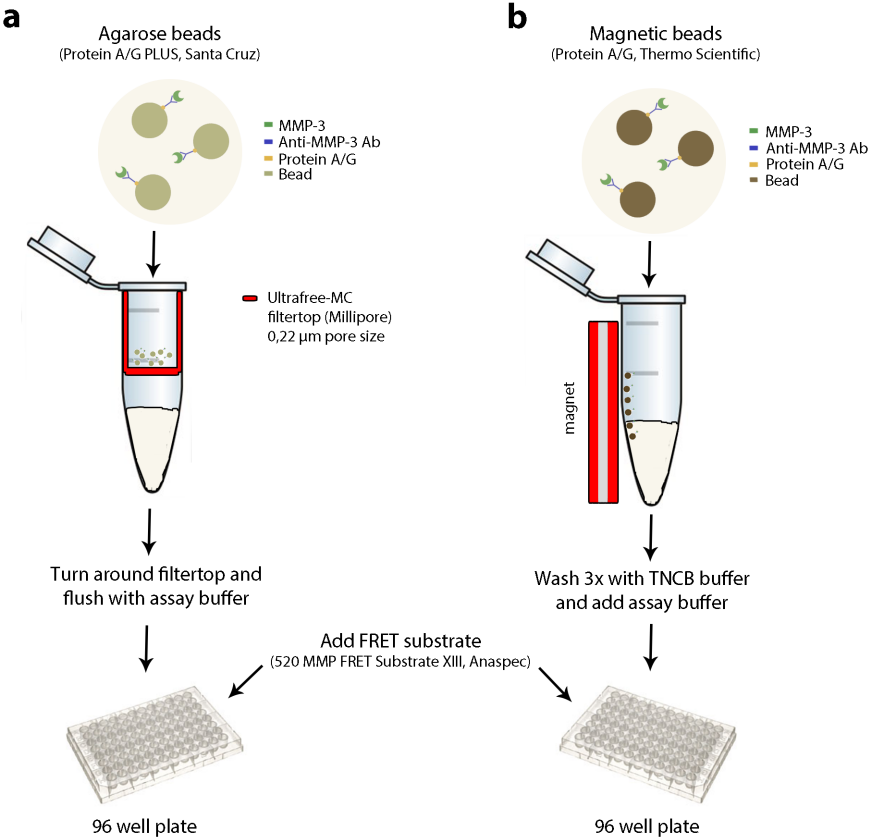 a
Agarose beads
(Protein A/G PLUS, Santa Cruz)
MMP-3
Anti-MMP-3 Ab
Protein A/G
Bead
Ultrafree-MC
filtertop (Millipore)
0,22 µm pore size
Turn around filtertop and
flush with assay buffer
b
Magnetic beads
(Protein A/G, Thermo Scientific)
MMP-3
Anti-MMP-3 Ab
Protein A/G
Bead
magnet
Wash 3x with TNCB buffer
and add assay buffer
Add FRET substrate
(520 MMP FRET Substrate XIII, Anaspec)
96 well plate
96 well plate